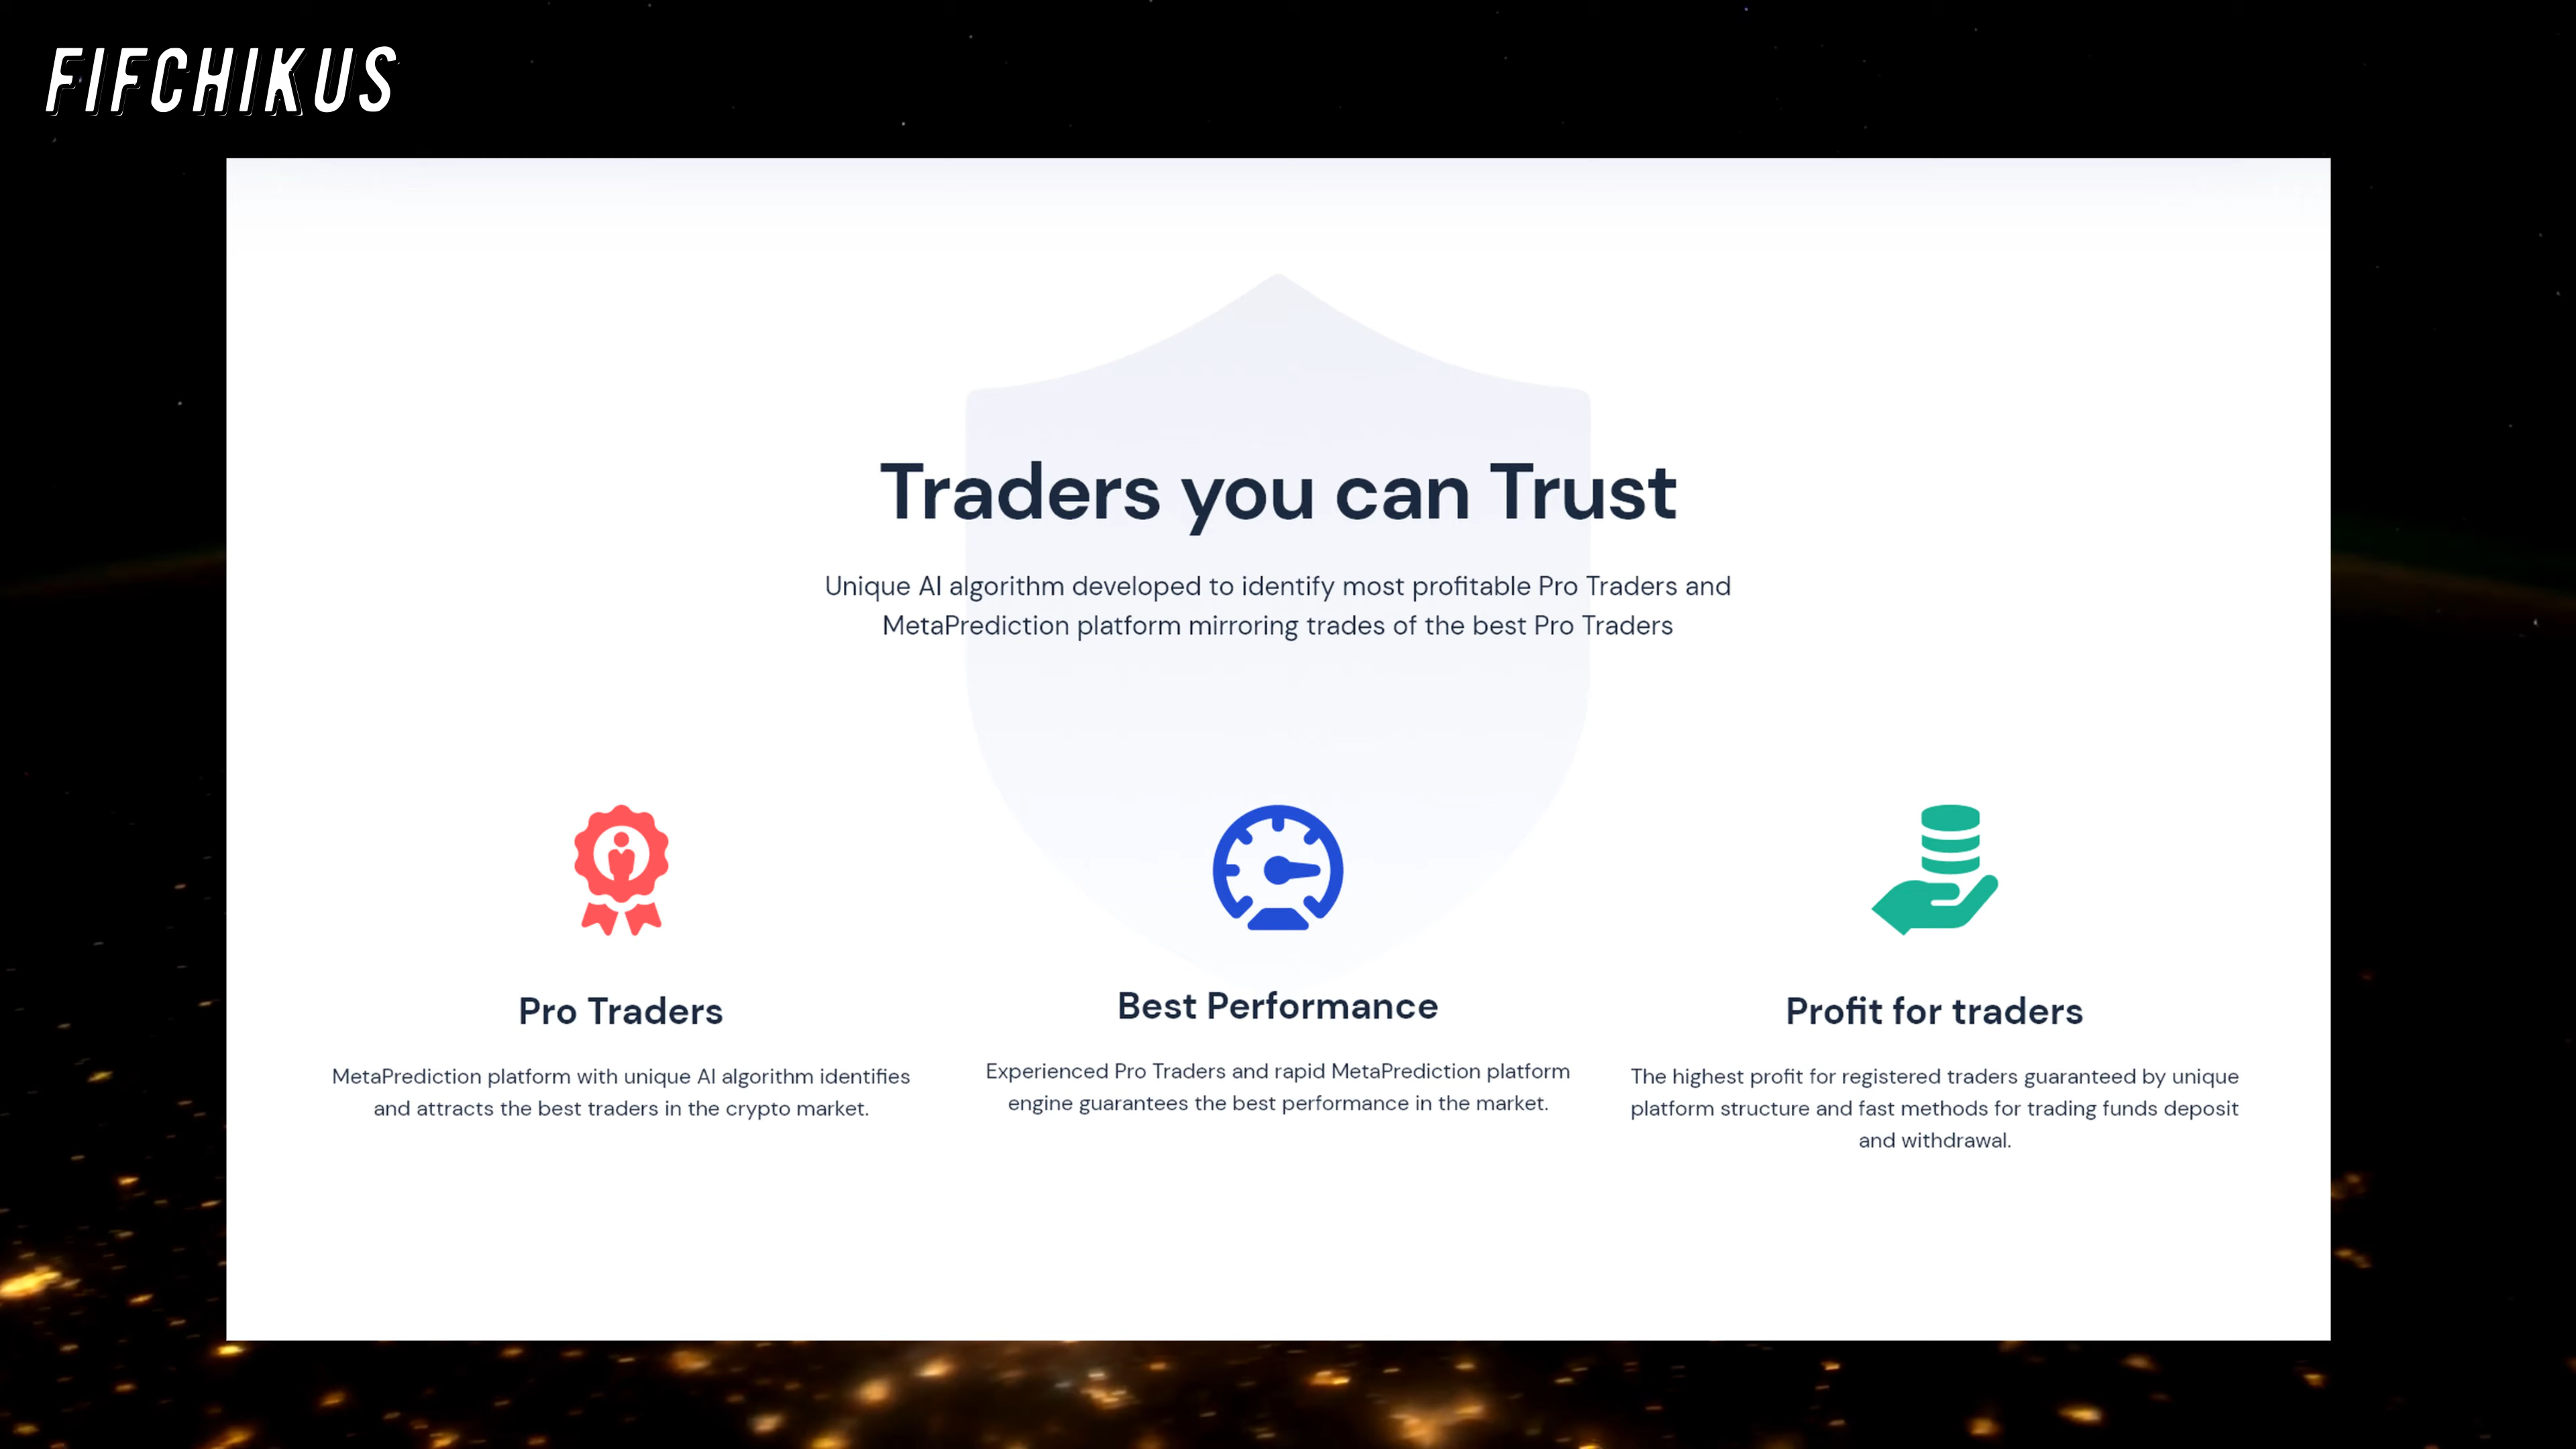 FIFCHIKUS
Traders you can Trust
Unique AI algorithm developed to identify most profitable Pro Traders and
MetaPrediction platform mirroring trades of the best Pro Traders
Pro Traders
MetaPrediction platform with unique AI algorithm identifies
and attracts the best traders in the crypto market.
Best Performance
Experienced Pro Traders and rapid MetaPrediction platform
engine guarantees the best performance in the market.
Profit for traders
The highest profit for registered traders guaranteed by unique
platform structure and fast methods for trading funds deposit
and withdrawal.